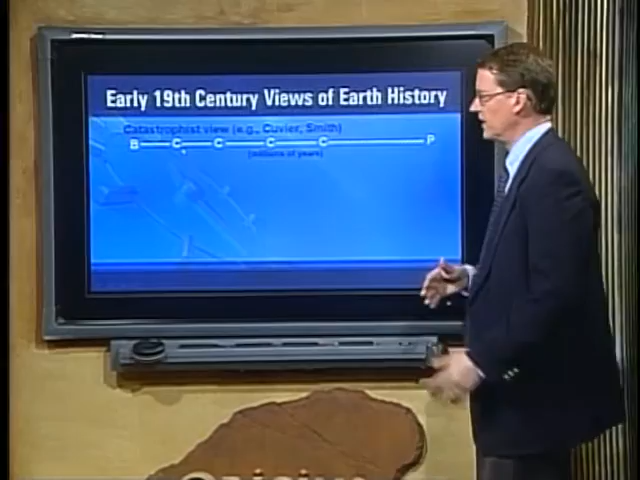 Early 19th Century Views of Earth History
Catastrophist view (e.g., Cuvier, Smith)
B C C C C P
(millions of years)